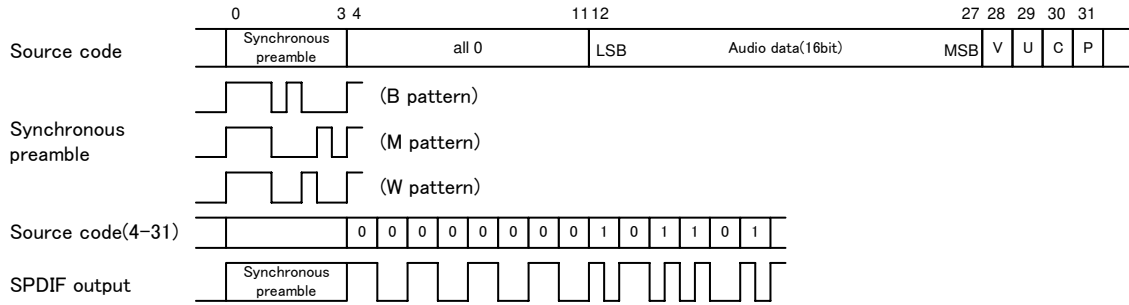 0 3 4 11 12 27 28 29 30 31
Source code Synchronous preamble all 0 LSB Audio data(16bit) MSB V U C P
(B pattern)
Synchronous preamble (M pattern)
(W pattern)
Source code(4-31) 0 0 0 0 0 0 0 0 1 0 1 1 0 1
SPDIF output Synchronous preamble